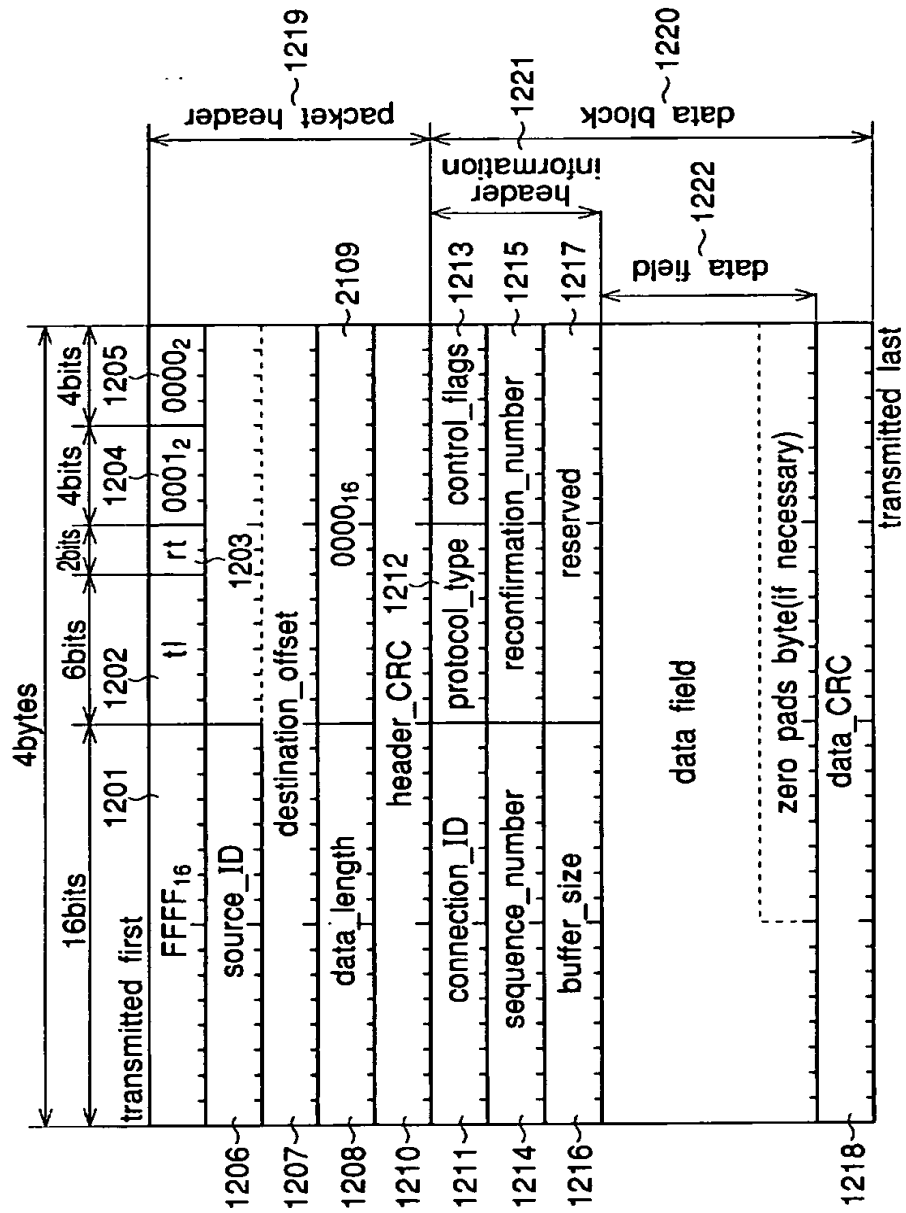 4bytes
16bits
6bits
2bits
4bits
4bits
transmitted first
1201
1202
1204
1205
FFFF16
tl
rt
00012
00002
1206
source_ID
1203
1207
destination_offset
1208
data_length
000016
2109
1210
header_CRC
1212
1211
connection_ID
protocol_type
control_flags
1213
1214
sequence_number
reconfirmation_number
1215
1216
buffer_size
reserved
1217
data field
zero pads byte(if necessary)
1218
data_CRC
transmitted last
packet header
1219
header
information
1221
data block
1220
data field
1222